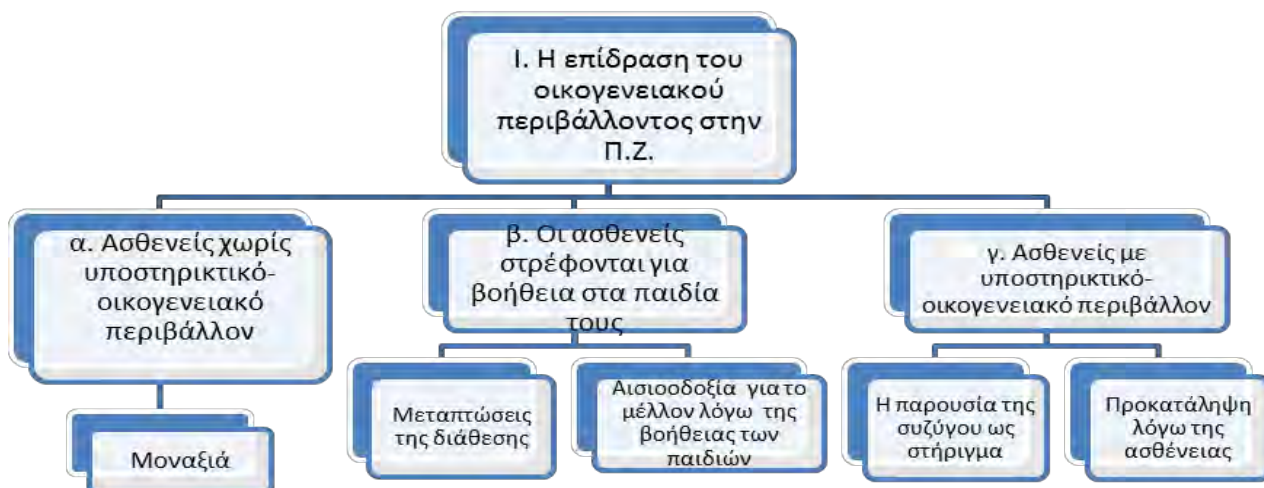 Ι. Η επίδραση του
οικογενειακού
περιβάλλοντος στην
Π.Ζ.
α. Ασθενείς χωρίς
υποστηρικτικό-
οικογενειακό
περιβάλλον
β. Οι ασθενείς
στρέφονται για
βοήθεια στα παιδία
τους
γ. Ασθενείς με
υποστηρικτικό-
οικογενειακό περιβάλλον
Μοναξιά
Μεταπτώσεις
της διάθεσης
Αισιοοδοξία για το
μέλλον λόγω της
βοήθειας των
παιδιών
Η παρουσία της
συζύγου ως
στήριγμα
Προκατάληψη
λόγω της
ασθένειας